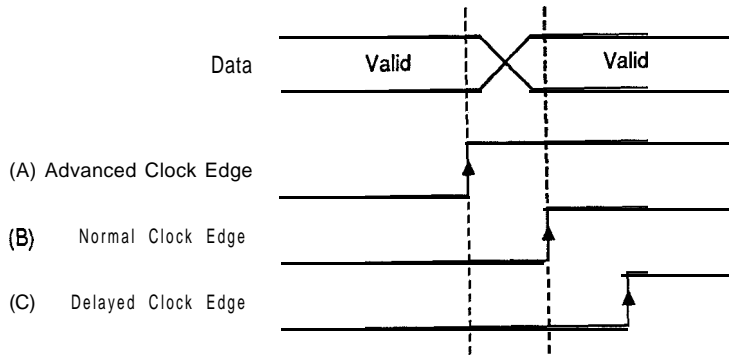 Data Valid Valid
(A) Advanced Clock Edge
(B) Normal Clock Edge
(C) Delayed Clock Edge